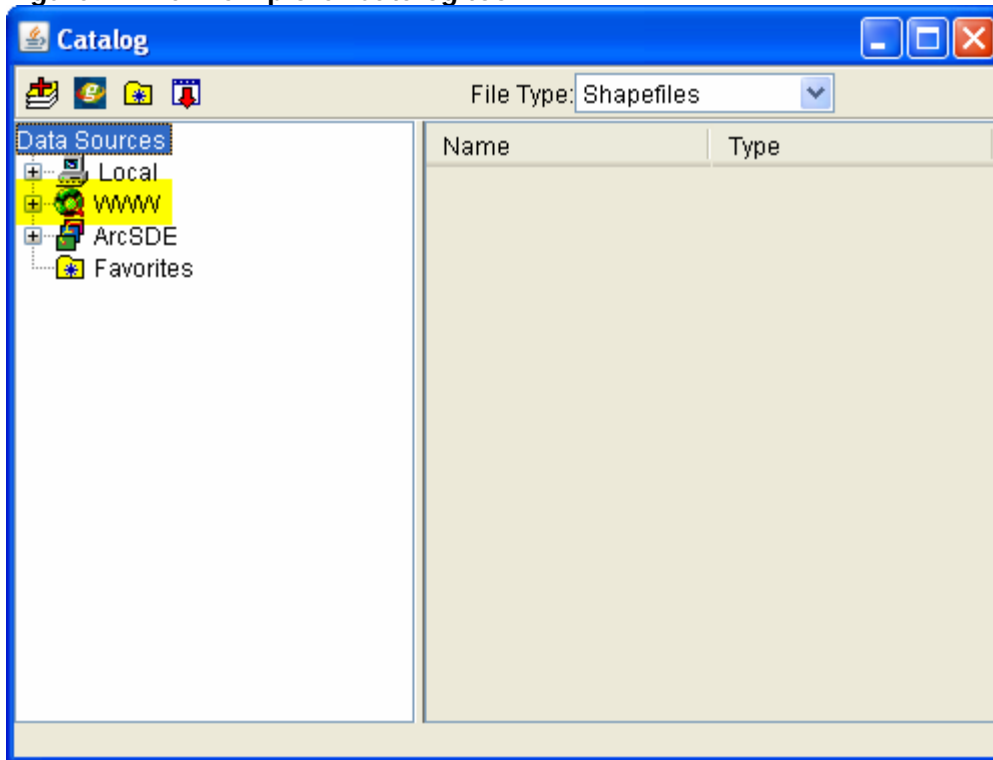 Catalog
File Type: Shapefiles
Data Sources
Name Type
Local
WWW
ArcSDE
Favorites